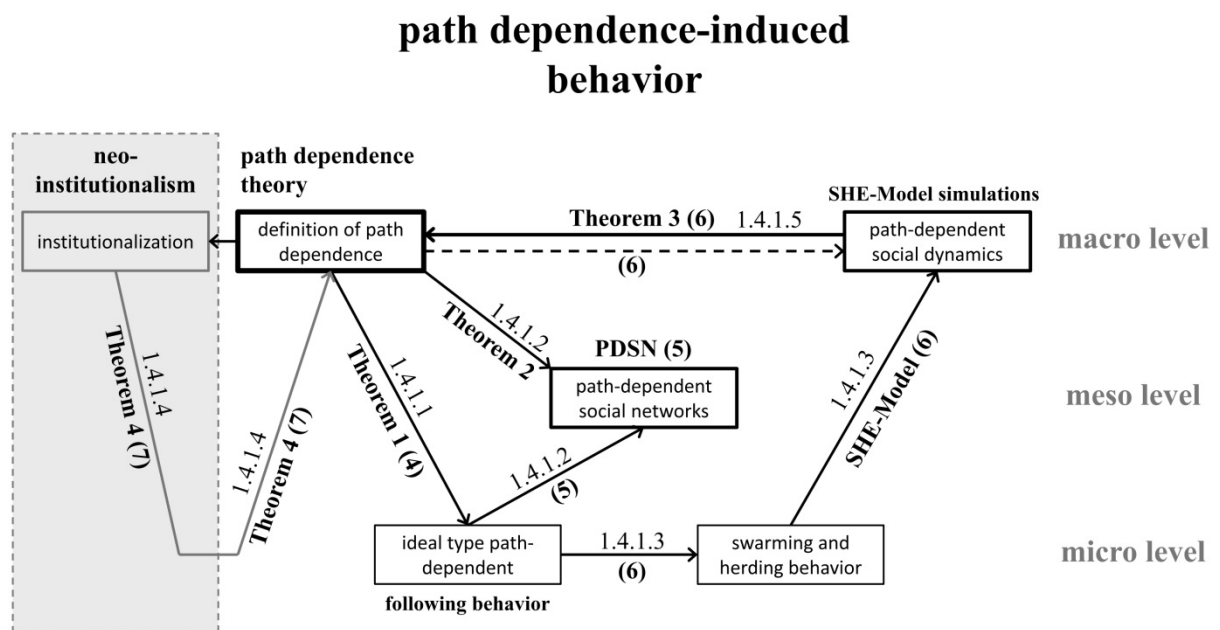 path dependence-induced
behavior
neo-
institutionalism
path dependence
theory
SHE-Model simulations
institutionalization
definition of path
dependence
Theorem 3 (6)
1.4.1.5
(6)
path-dependent
social dynamics
macro level
1.4.1.4
Theorem 4 (7)
1.4.1.4
Theorem 4 (7)
1.4.1.1
Theorem 1 (4)
1.4.1.2
Theorem 2
PDSN (5)
path-dependent
social networks
1.4.1.3
SHE-Model (6)
meso level
1.4.1.2
(5)
ideal type path-
dependent
following behavior
1.4.1.3
(6)
swarming and
herding behavior
micro level